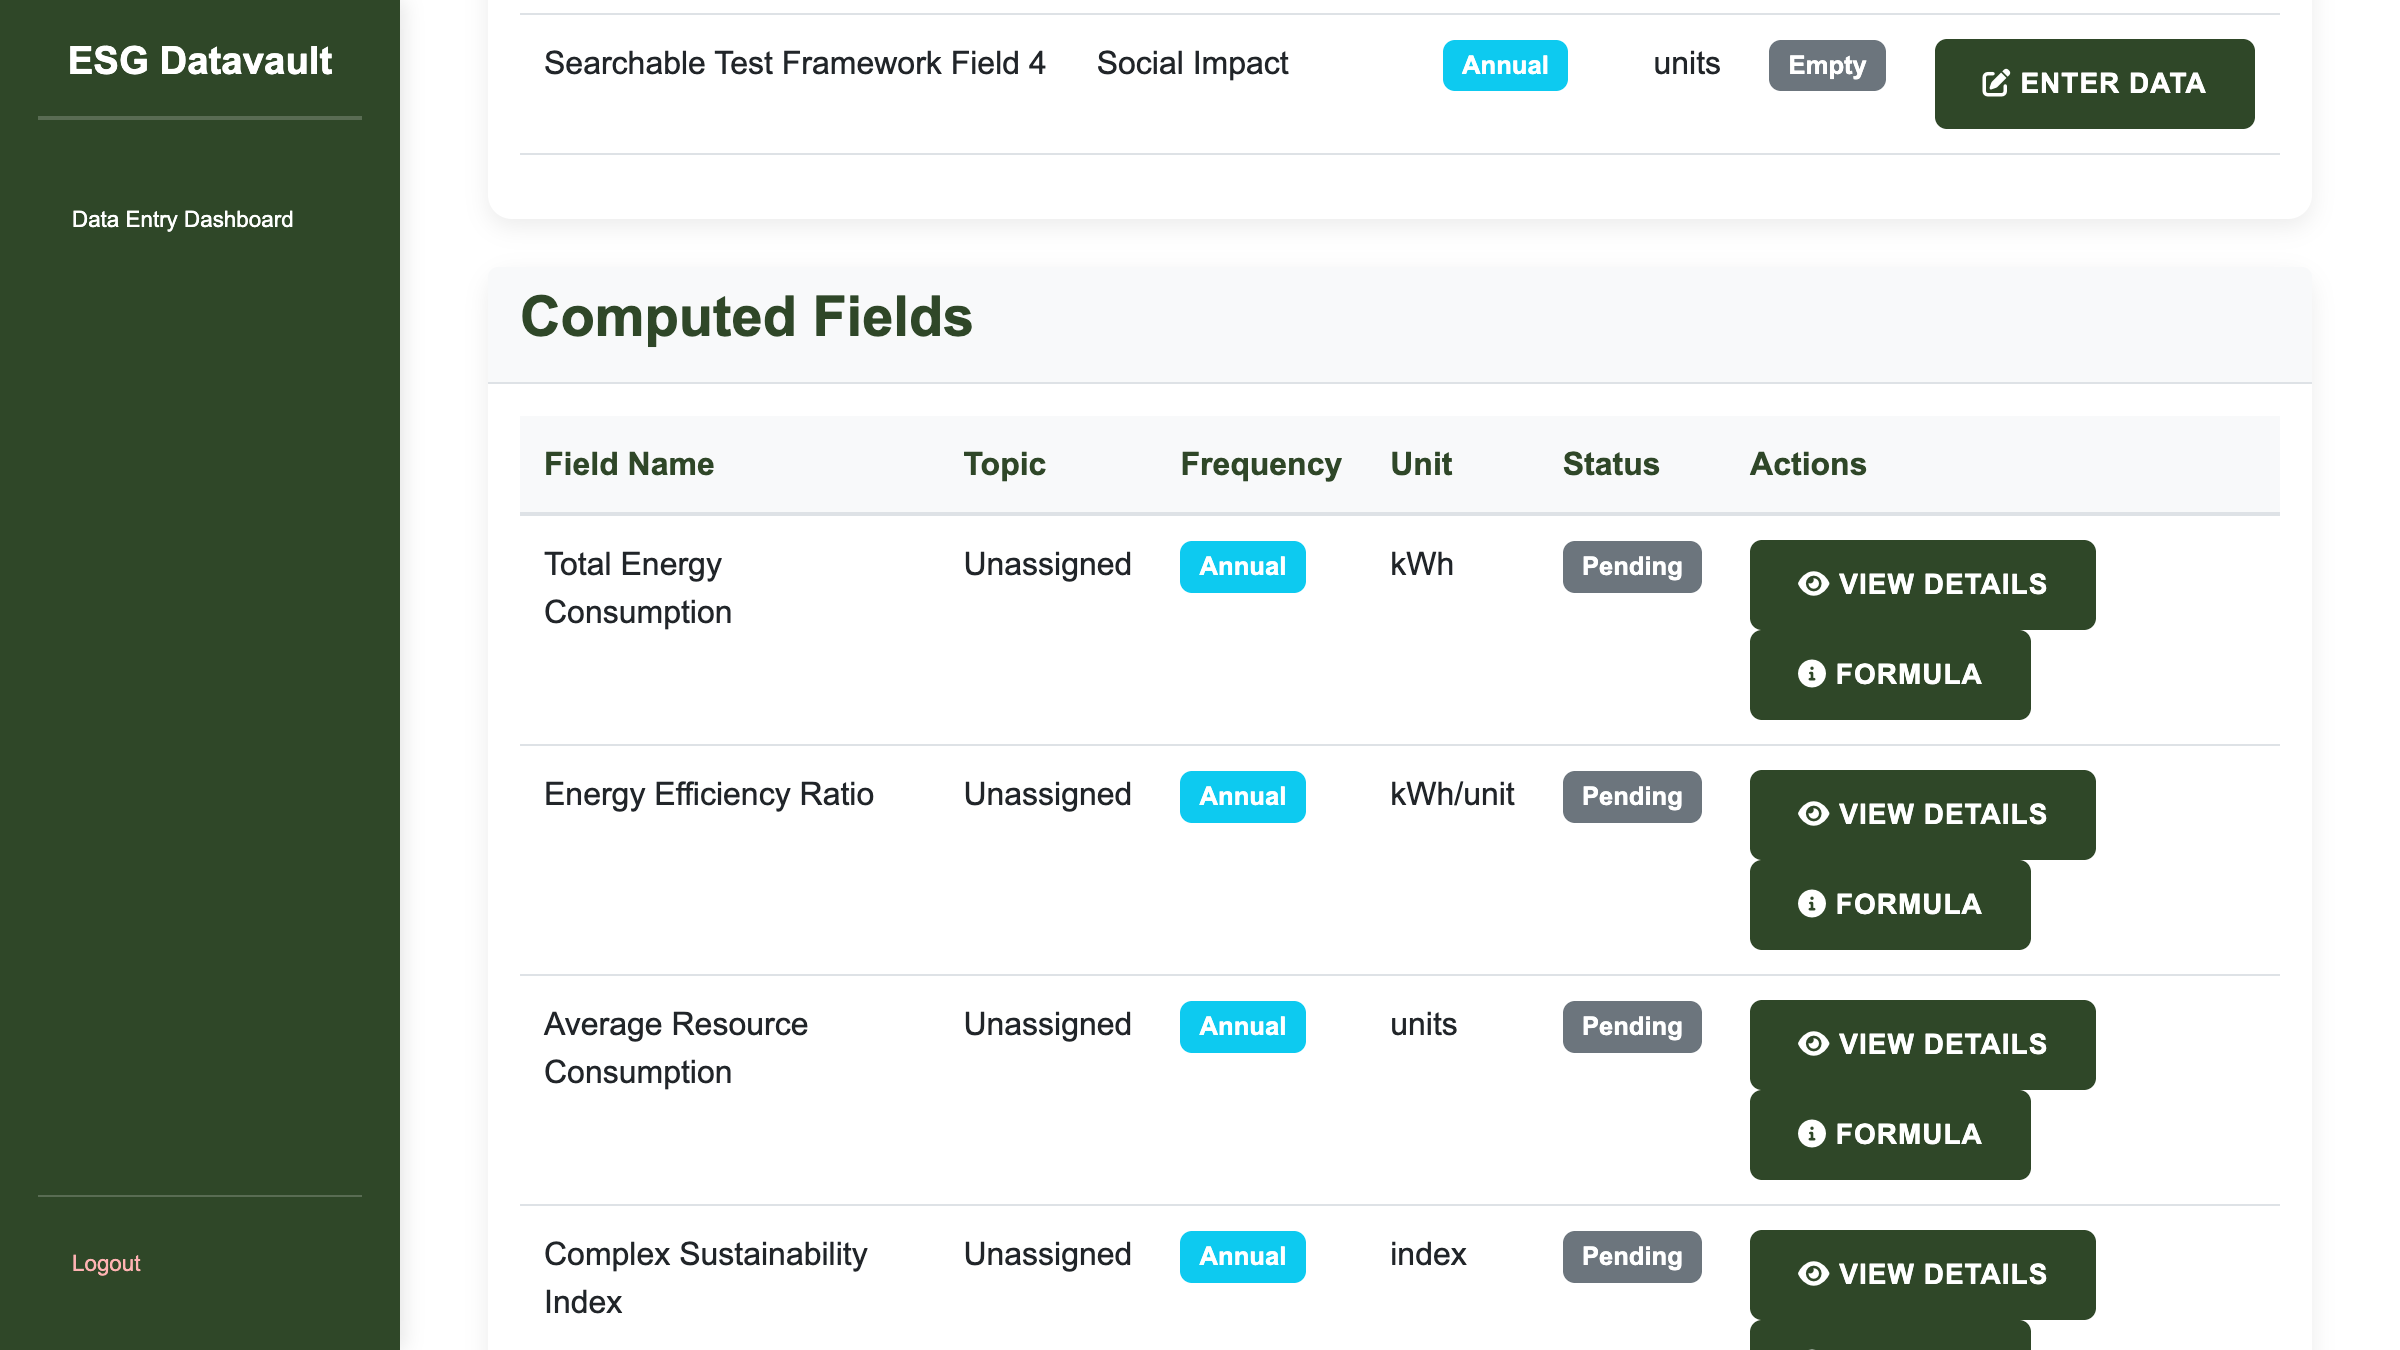 ESG Datavault
Data Entry Dashboard
Logout
Searchable Test Framework Field 4 Social Impact Annual units Empty ENTER DATA
Computed Fields
Field Name Topic Frequency Unit Status Actions
Total Energy Consumption Unassigned Annual kWh Pending VIEW DETAILS
FORMULA
Energy Efficiency Ratio Unassigned Annual kWh/unit Pending VIEW DETAILS
FORMULA
Average Resource Consumption Unassigned Annual units Pending VIEW DETAILS
FORMULA
Complex Sustainability Index Unassigned Annual index Pending VIEW DETAILS